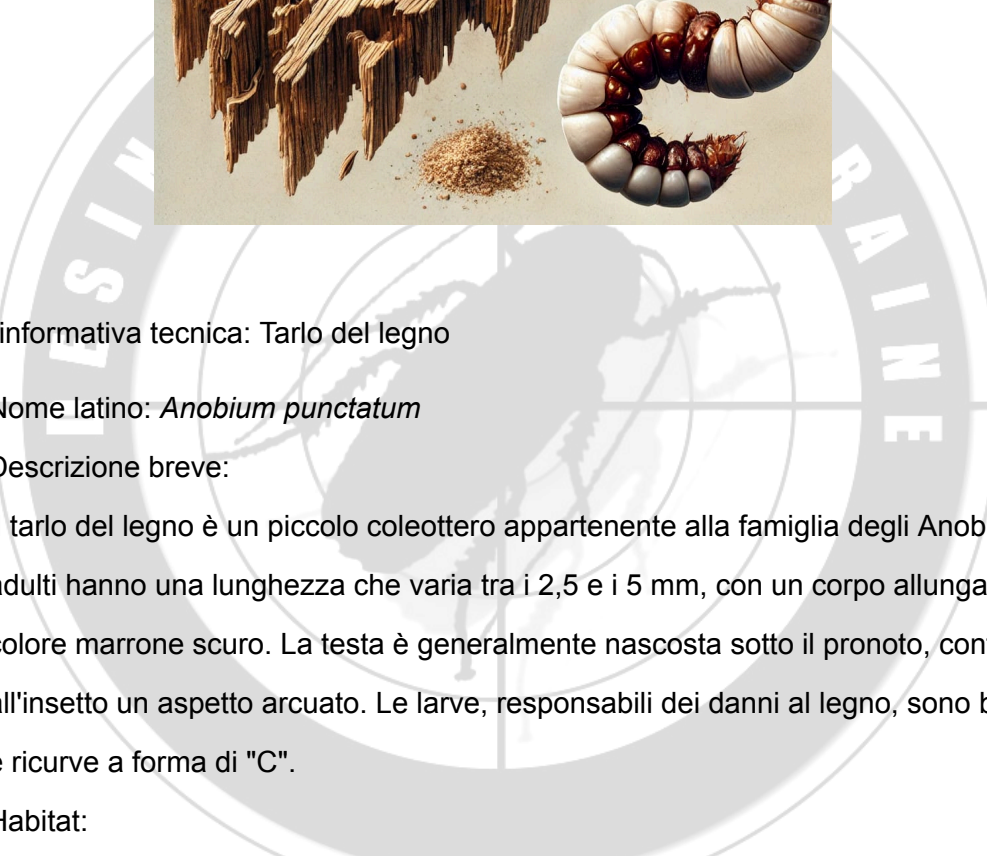 informativa tecnica: Tarlo del legno
Nome latino: Anobium punctatum
Descrizione breve:
tarlo del legno è un piccolo coleottero appartenente alla famiglia degli Anob
adulti hanno una lunghezza che varia tra i 2,5 e i 5 mm, con un corpo allunga
colore marrone scuro. La testa è generalmente nascosta sotto il pronoto, con
all'insetto un aspetto arcuato. Le larve, responsabili dei danni al legno, sono b
e ricurve a forma di "C".
Habitat: